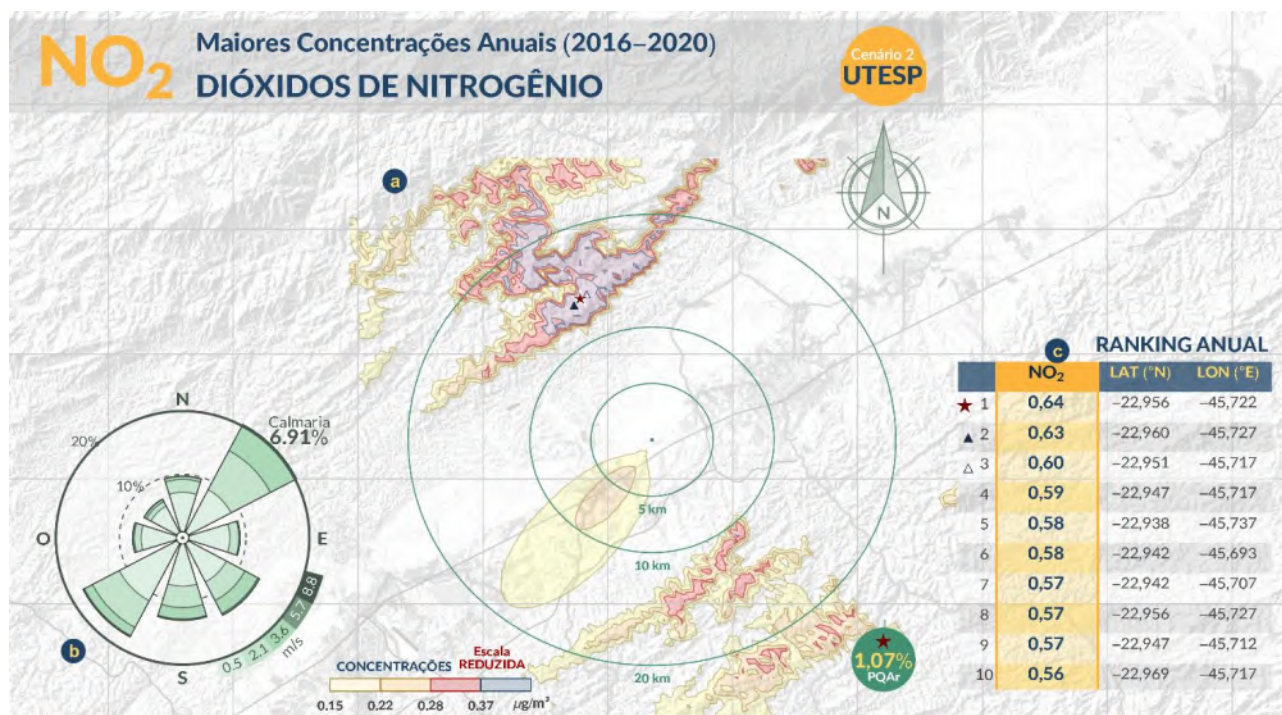 NO₂
Maiores Concentrações Anuais (2016–2020)
DIÓXIDOS DE NITROGÊNIO
Cenário 2
UTESP
a
N
5 km
10 km
20 km
N
Calmaria
6.91%
20%
10%
O
E
S
0.5 2.1 3.6 5.7 8.8
m/s
b
CONCENTRAÇÕES
Escala
REDUZIDA
0.15 0.22 0.28 0.37 µg/m³
1,07%
PQAr
c
RANKING ANUAL
NO₂ LAT (°N) LON (°E)
★ 1 0,64 –22,956 –45,722
▲ 2 0,63 –22,960 –45,727
△ 3 0,60 –22,951 –45,717
4 0,59 –22,947 –45,717
5 0,58 –22,938 –45,737
6 0,58 –22,942 –45,693
7 0,57 –22,942 –45,707
8 0,57 –22,956 –45,727
9 0,57 –22,947 –45,712
10 0,56 –22,969 –45,717